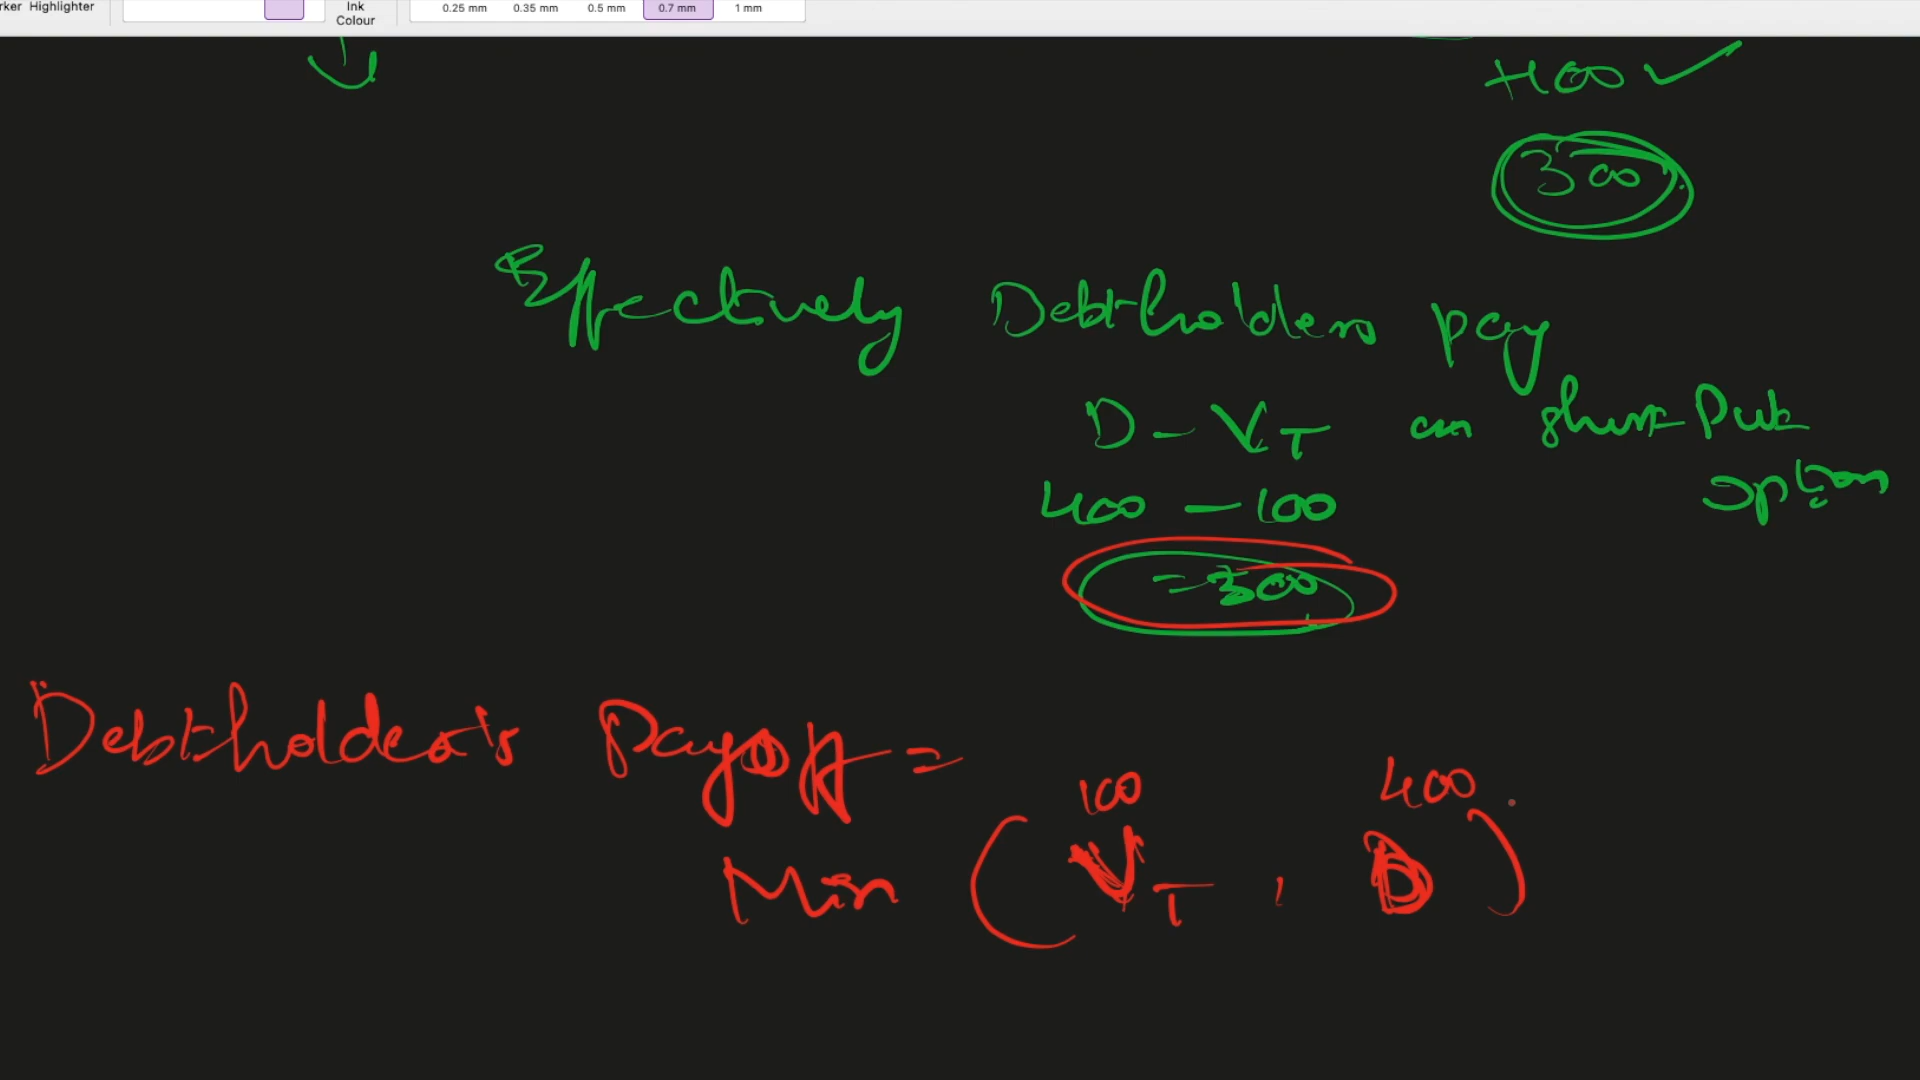 rker Highlighter
Ink
Colour
0.25 mm 0.35 mm 0.5 mm 0.7 mm 1 mm
400
300
Effectively Debtholders pay
D - VT on short Put
option
400 - 100
= 300
Debtholder's Payoff =
100 400
Min ( VT , D )